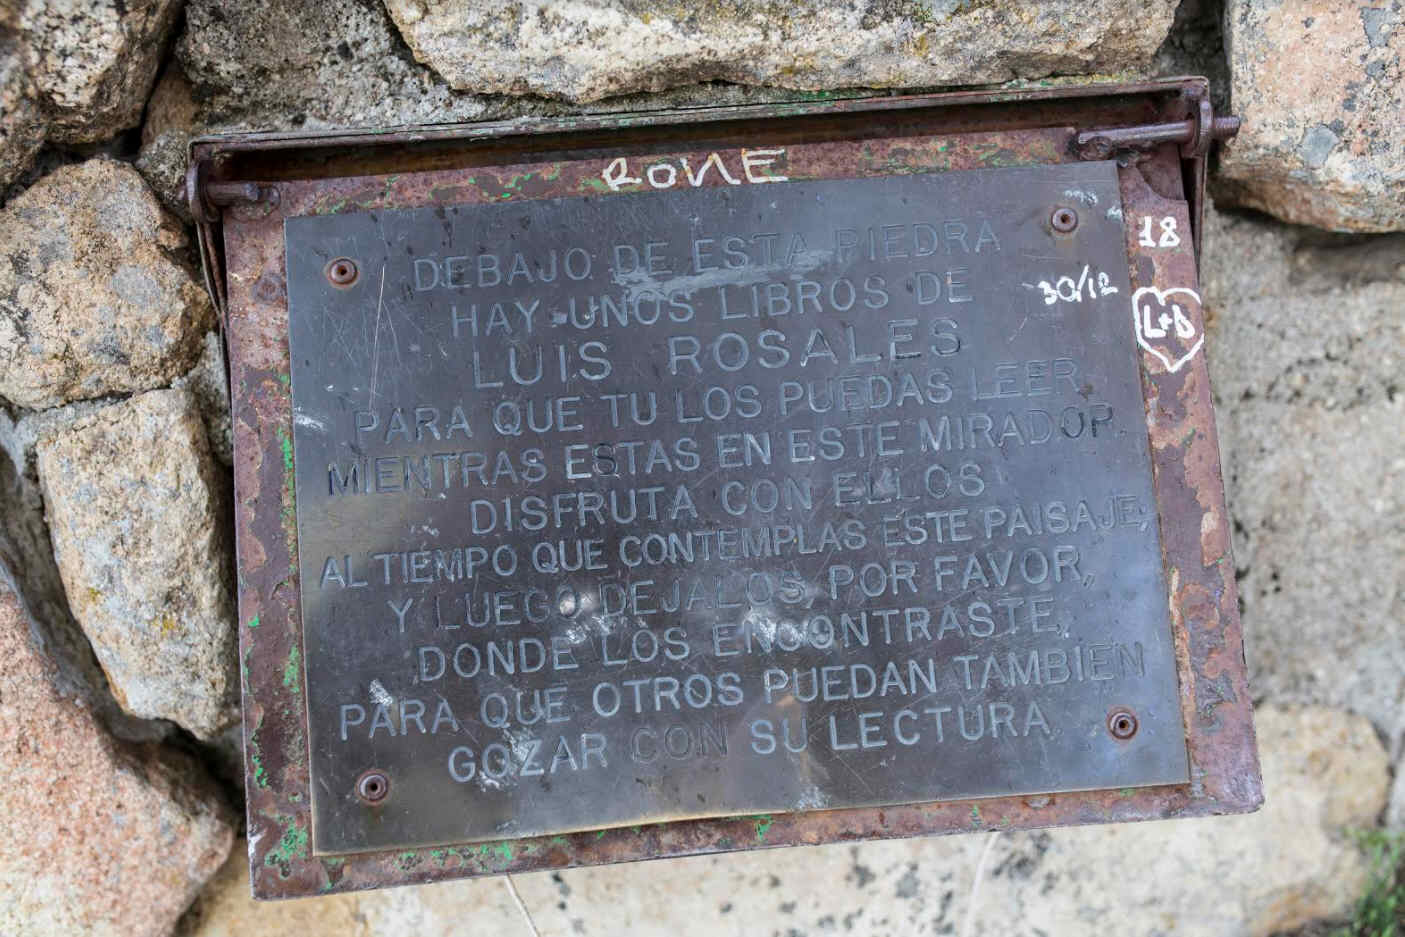 RONE
DEBAJO DE ESTA PIEDRA
HAY UNOS LIBROS DE
LUIS ROSALES
PARA QUE TU LOS PUEDAS LEER
MIENTRAS ESTAS EN ESTE MIRADOR.
DISFRUTA CON ELLOS
AL TIEMPO QUE CONTEMPLAS ESTE PAISAJE;
Y LUEGO DEJALOS, POR FAVOR,
DONDE LOS ENCONTRASTE,
PARA QUE OTROS PUEDAN TAMBIEN
GOZAR CON SU LECTURA
18
30/12
L+D